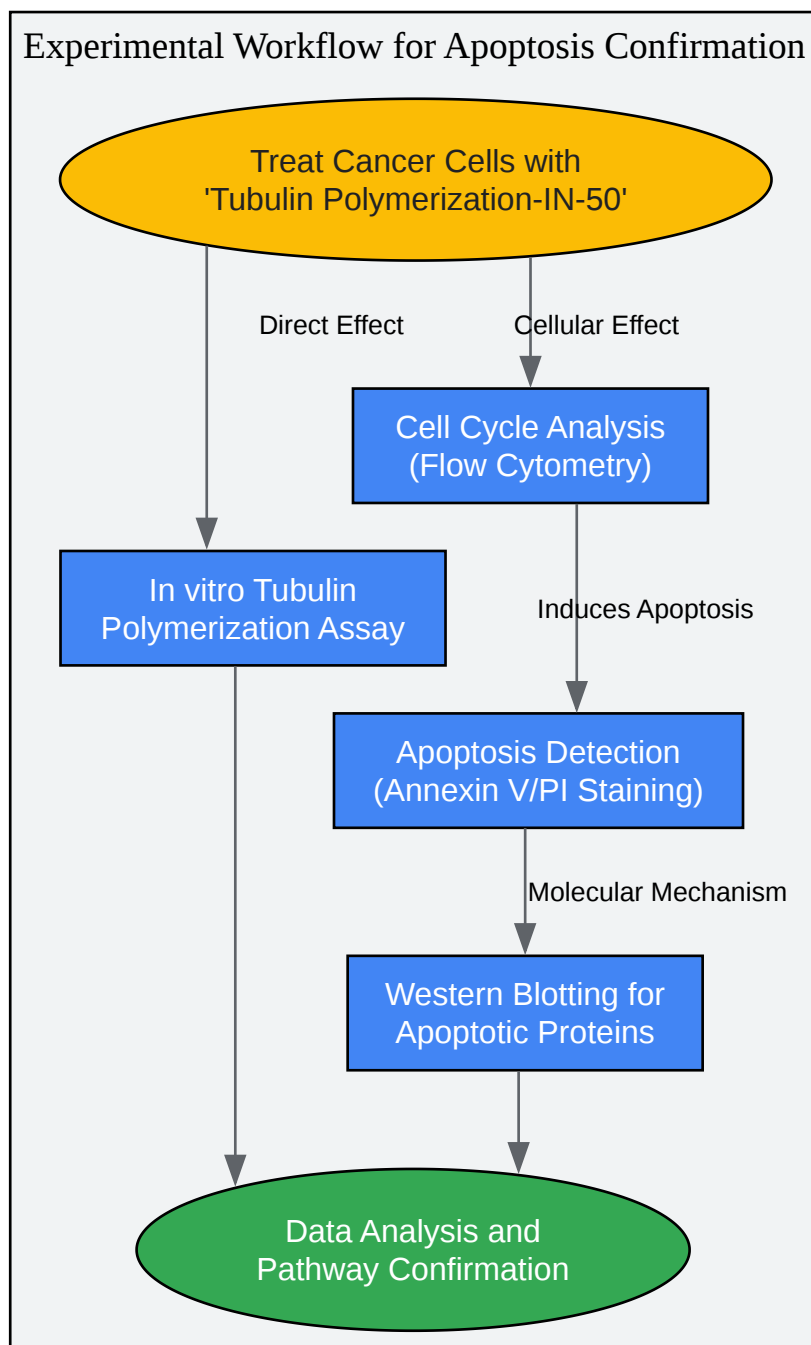 Experimental Workflow for Apoptosis Confirmation
Treat Cancer Cells with
'Tubulin Polymerization-IN-50'
Direct Effect
Cellular Effect
Cell Cycle Analysis
(Flow Cytometry)
In vitro Tubulin
Polymerization Assay
Induces Apoptosis
Apoptosis Detection
(Annexin V/PI Staining)
Molecular Mechanism
Western Blotting for
Apoptotic Proteins
Data Analysis and
Pathway Confirmation